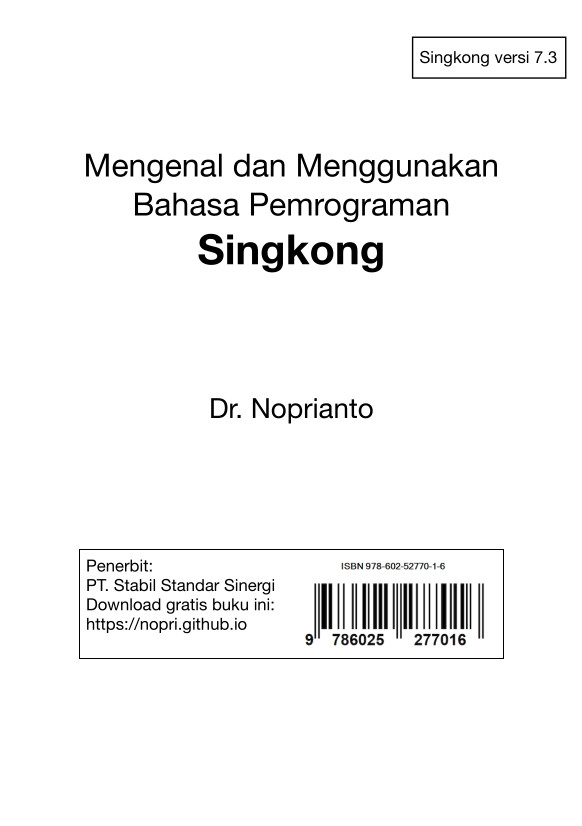 Singkong versi 7.3
Mengenal dan Menggunakan
Bahasa Pemrograman
Singkong
Dr. Noprianto
Penerbit:
PT. Stabil Standar Sinergi
Download gratis buku ini:
https://nopri.github.io
ISBN 978-602-52770-1-6
9 786025 277016